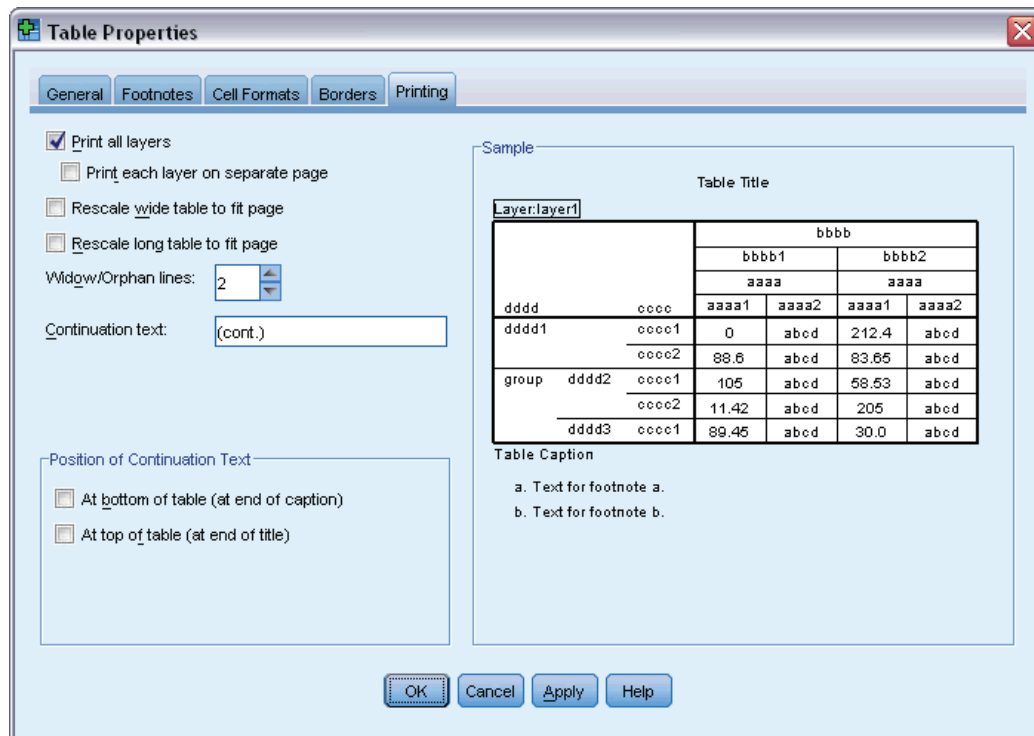 Table Properties
General Footnotes Cell Formats Borders Printing
Print all layers
Print each layer on separate page
Rescale wide table to fit page
Rescale long table to fit page
Widow/Orphan lines: 2
Continuation text: (cont.)
Position of Continuation Text
At bottom of table (at end of caption)
At top of table (at end of title)
Sample
Table Title
Layer:layer1
bbbb
bbbb1 bbbb2
aaaa aaaa
dddd cccc aaaa1 aaaa2 aaaa1 aaaa2
dddd1 cccc1 0 abcd 212.4 abcd
cccc2 88.6 abcd 83.65 abcd
group dddd2 cccc1 105 abcd 58.53 abcd
cccc2 11.42 abcd 205 abcd
dddd3 cccc1 89.45 abcd 30.0 abcd
Table Caption
a. Text for footnote a.
b. Text for footnote b.
OK Cancel Apply Help